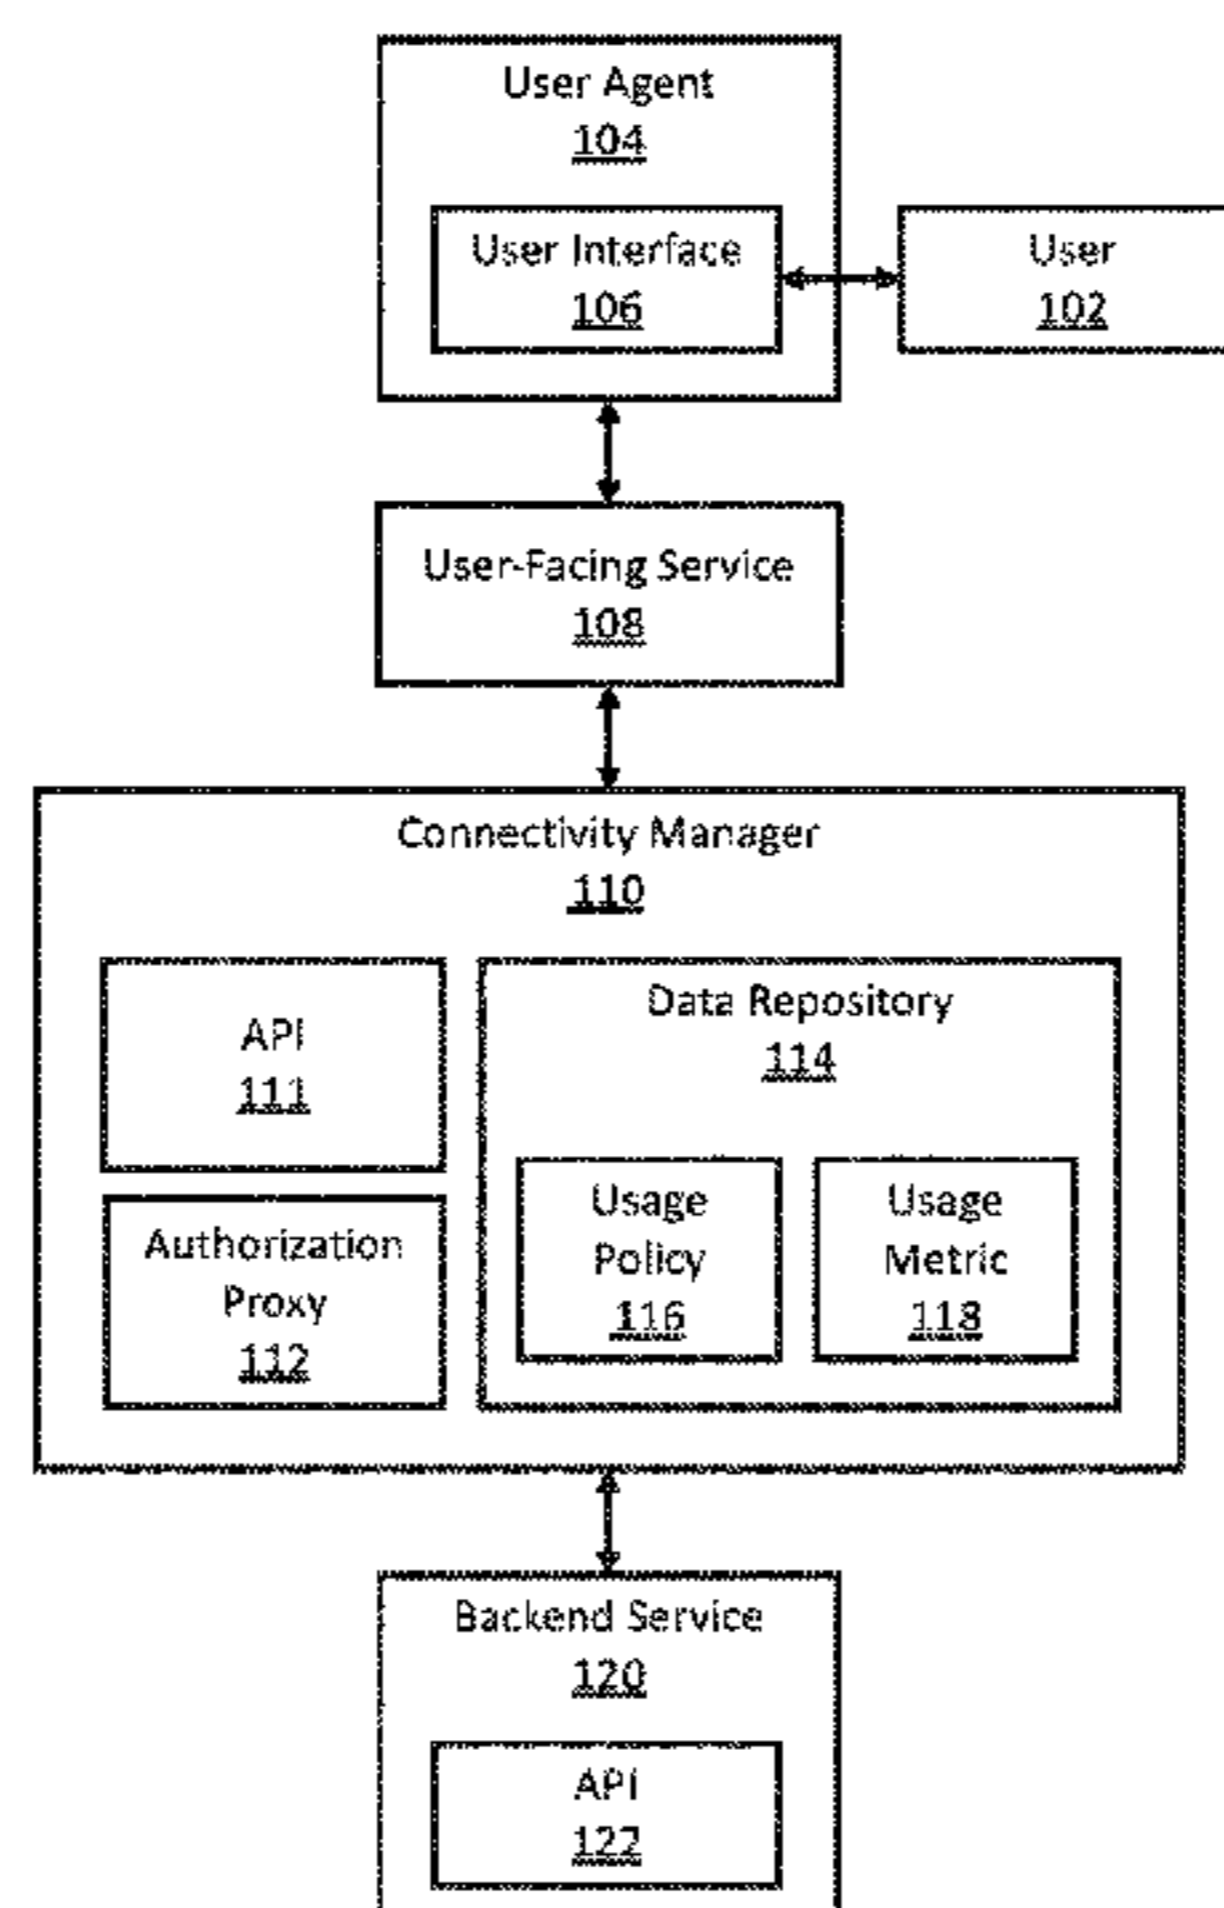 User Agent
104
User Interface
106
User
102
User-Facing Service
108
Connectivity Manager
110
API
111
Authorization
Proxy
112
Data Repository
114
Usage
Policy
116
Usage
Metric
118
Backend Service
120
API
122